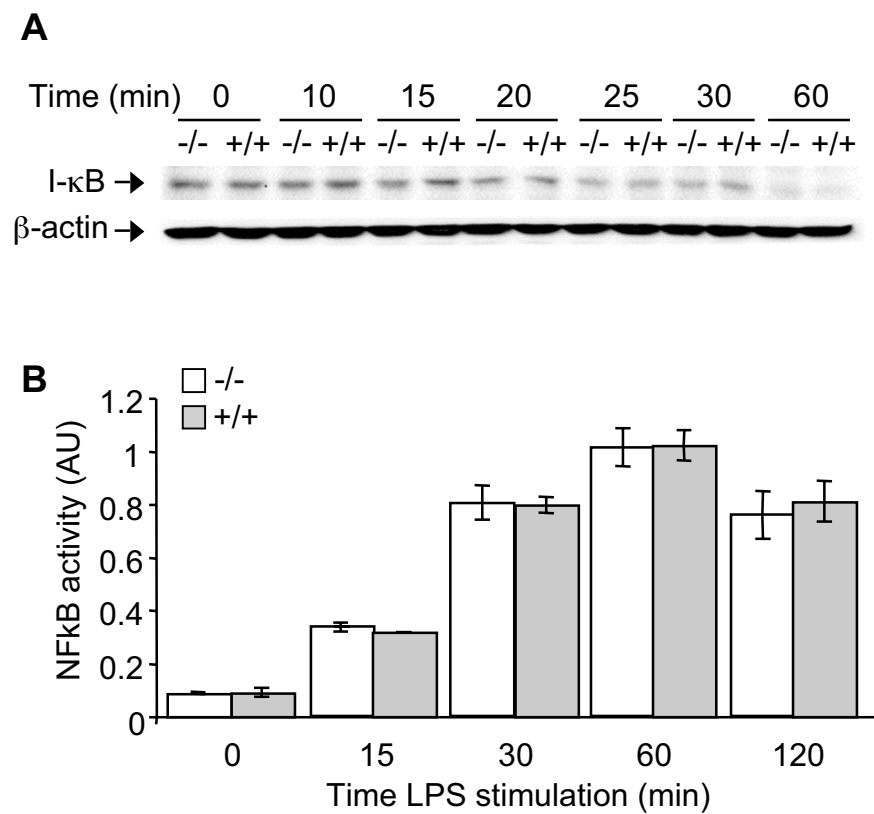 A
Time (min) 0 10 15 20 25 30 60
-/- +/+ -/- +/+ -/- +/+ -/- +/+ -/- +/+ -/- +/+ -/- +/+
I-κB
β-actin
B
-/-
+/+
NFkB activity (AU)
1.2
1
0.8
0.6
0.4
0.2
0
0 15 30 60 120
Time LPS stimulation (min)